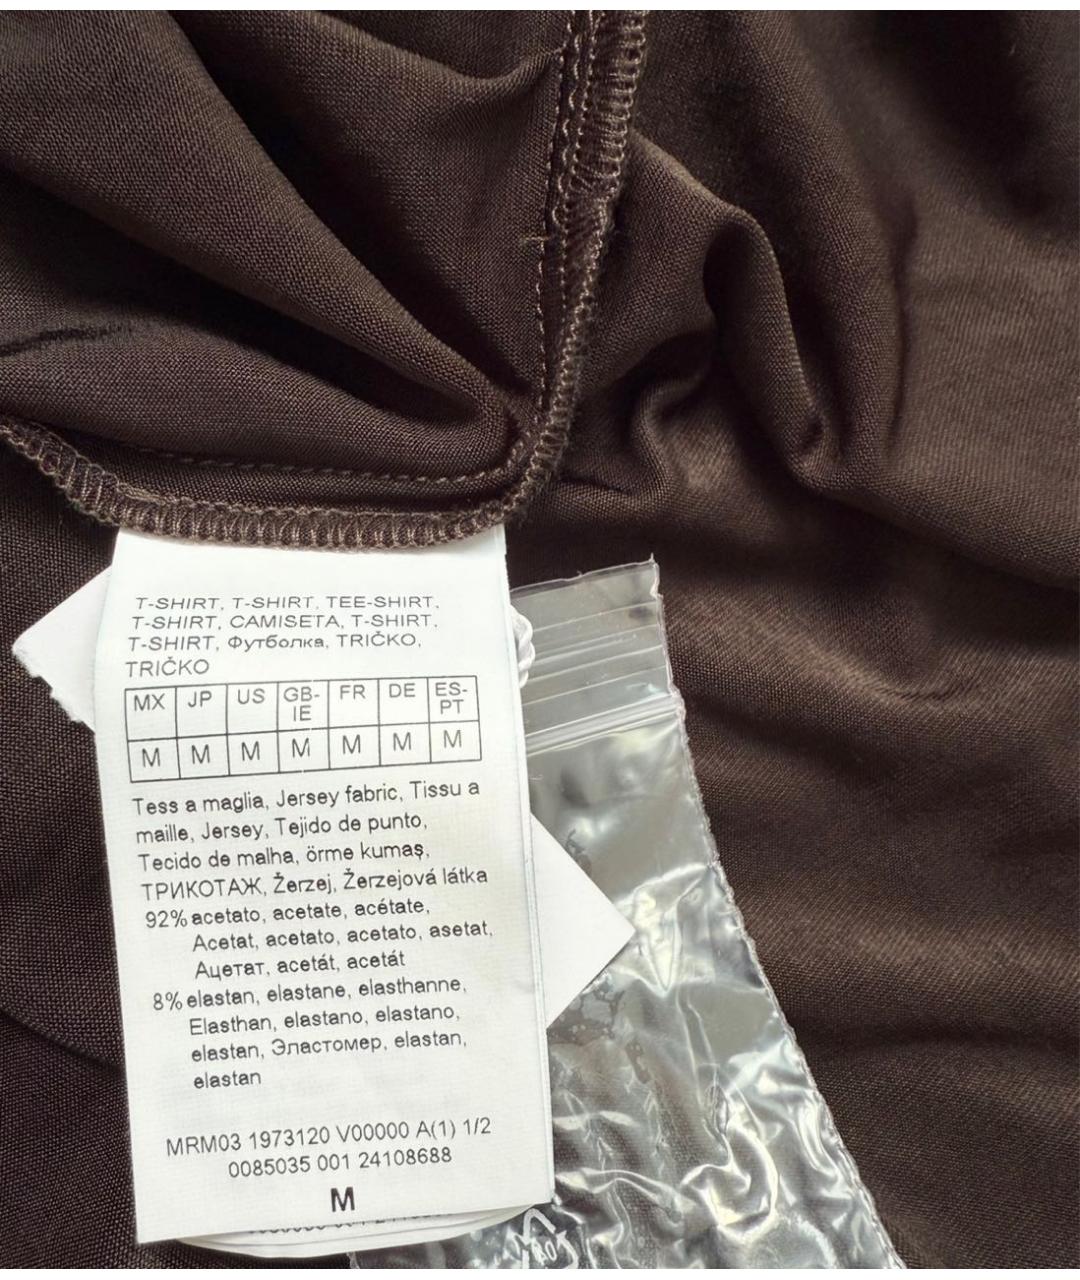 T-SHIRT, T-SHIRT, TEE-SHIRT,
T-SHIRT, CAMISETA, T-SHIRT,
T-SHIRT, Футболка, TRIČKO,
TRIČKO
MX JP US GB-IE FR DE ES-PT
M M M M M M M
Tess a maglia, Jersey fabric, Tissu a
maille, Jersey, Tejido de punto,
Tecido de malha, örme kumaş,
ТРИКОТАЖ, Žerzej, Žerzejová látka
92% acetato, acetate, acétate,
Acetat, acetato, acetato, asetat,
Ацетат, acetát, acetát
8% elastan, elastane, elasthanne,
Elasthan, elastano, elastano,
elastan, Эластомер, elastan,
elastan
MRM03 1973120 V00000 A(1) 1/2
0085035 001 24108688
M